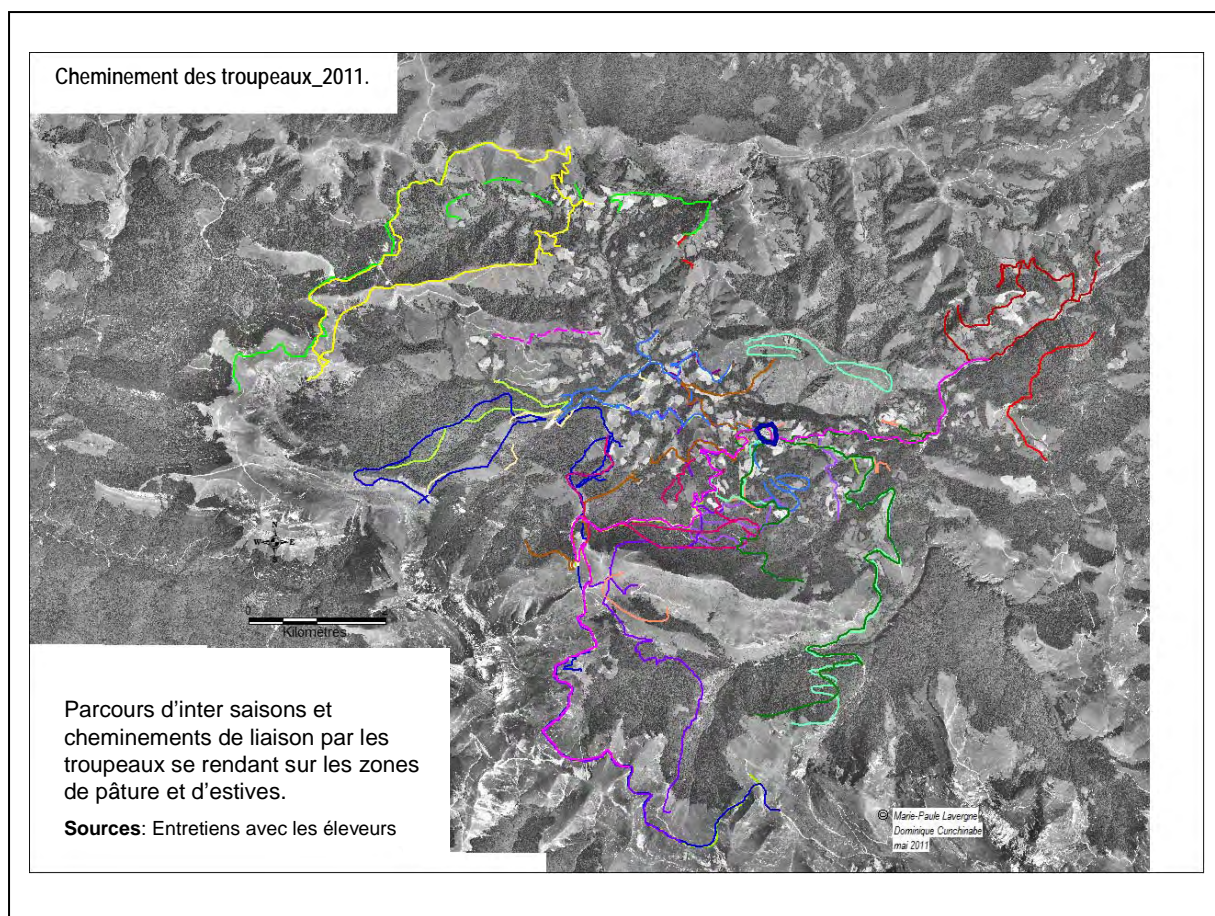 Cheminement des troupeaux_2011.
N
W E
S
0
Kilomètres
Parcours d'inter saisons et
cheminements de liaison par les
troupeaux se rendant sur les zones
de pâture et d'estives.
Sources: Entretiens avec les éleveurs
© Marie-Paule Lavergne
Dominique Cunchinabe
mai 2011